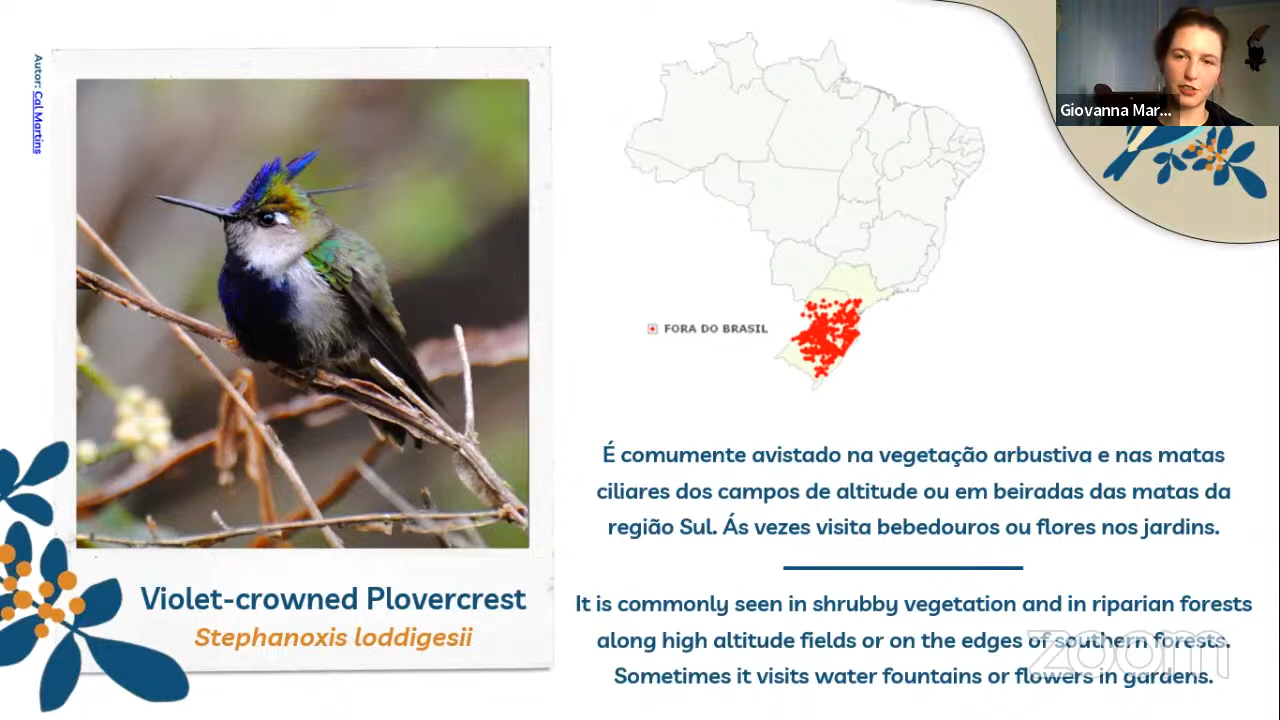 Autor: Cal Martins
Giovanna Mar...
FORA DO BRASIL
É comumente avistado na vegetação arbustiva e nas matas
ciliares dos campos de altitude ou em beiradas das matas da
região Sul. Ás vezes visita bebedouros ou flores nos jardins.
Violet-crowned Plovercrest
Stephanoxis loddigesii
It is commonly seen in shrubby vegetation and in riparian forests
along high altitude fields or on the edges of southern forests.
Sometimes it visits water fountains or flowers in gardens.
zoom